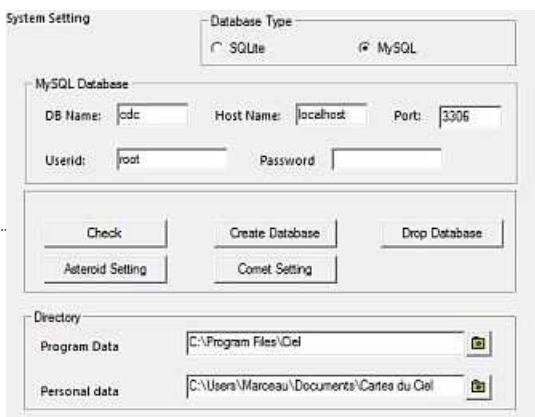 System Setting
Database Type
SQLite MySQL
MySQL Database
DB Name: cdc Host Name: localhost Port: 3306
Userid: root Password
Check Create Database Drop Database
Asteroid Setting Comet Setting
Directory
Program Data C:\Program Files\Ciel
Personal data C:\Users\Marceau\Documents\Cartes du Ciel